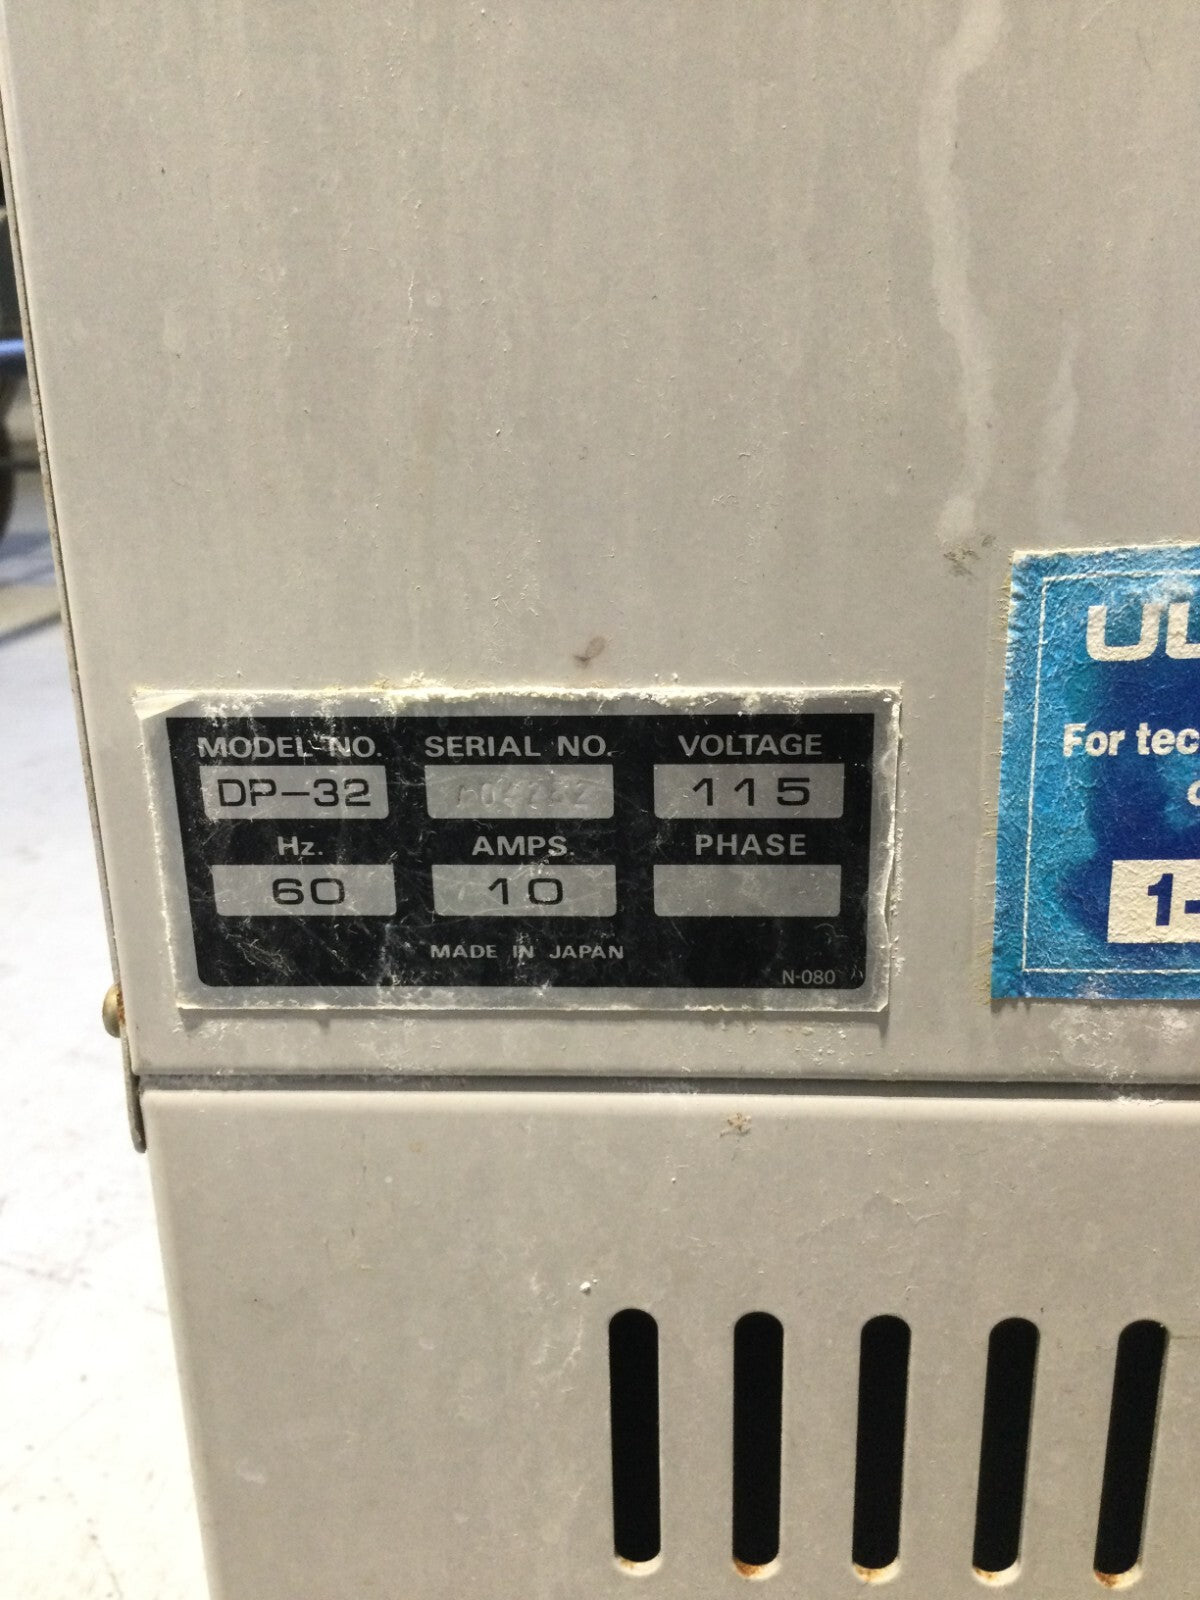 MODEL NO. SERIAL NO. VOLTAGE
DP-32 115
Hz. AMPS. PHASE
60 10
MADE IN JAPAN
N-080
UL
For tec
1-